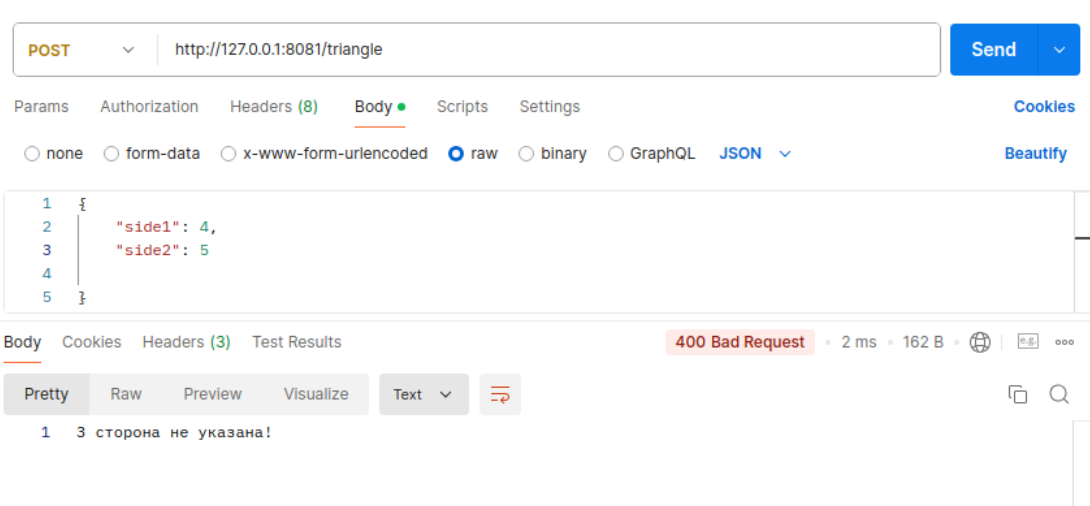 POST http://127.0.0.1:8081/triangle Send
Params Authorization Headers (8) Body Scripts Settings Cookies
none form-data x-www-form-urlencoded raw binary GraphQL JSON Beautify
1 {
2 "side1": 4,
3 "side2": 5
4
5 }
Body Cookies Headers (3) Test Results 400 Bad Request 2 ms 162 B e.g.
Pretty Raw Preview Visualize Text
1 3 сторона не указана!